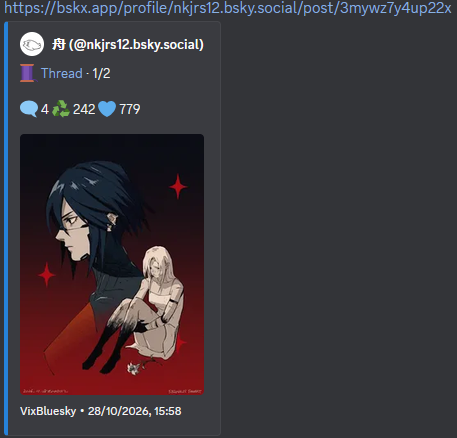 https://bskx.app/profile/nkjrs12.bsky.social/post/3mywz7y4up22x
舟 (@nkjrs12.bsky.social)
Thread · 1/2
4 242 779
VixBluesky • 28/10/2026, 15:58